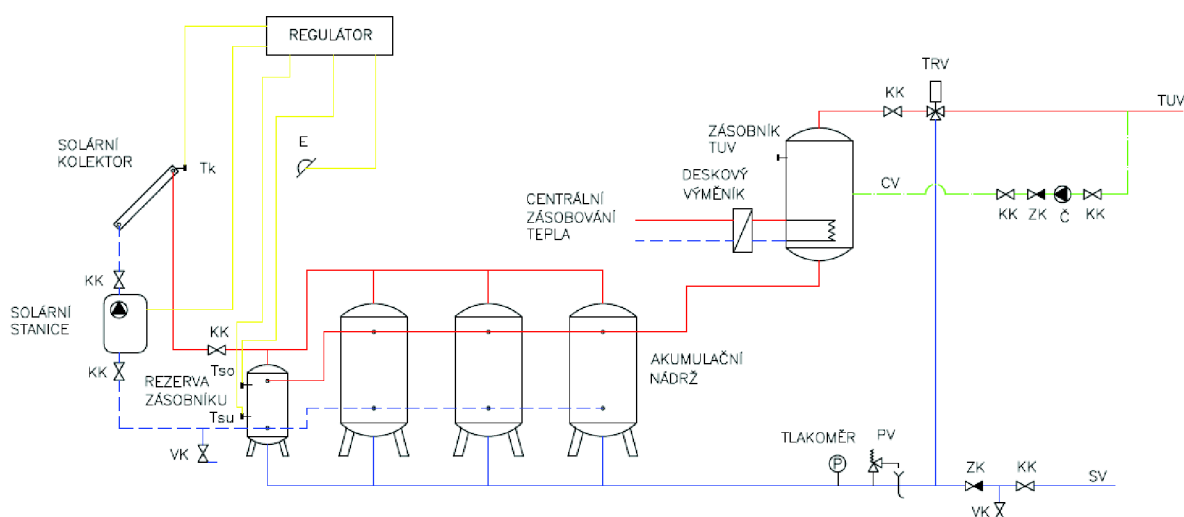 REGULÁTOR
TRV
KK
TUV
SOLÁRNÍ
KOLEKTOR
Tk
E
ZÁSOBNÍK
TUV
DESKOVÝ
VÝMĚNÍK
CV
CENTRÁLNÍ
ZÁSOBOVÁNÍ
TEPLA
KK
ZK
Č
KK
KK
SOLÁRNÍ
STANICE
KK
KK
Tso
REZERVA
ZÁSOBNÍKU
Tsu
AKUMULAČNÍ
NÁDRŽ
VK
TLAKOMĚR
P
PV
ZK
KK
SV
VK